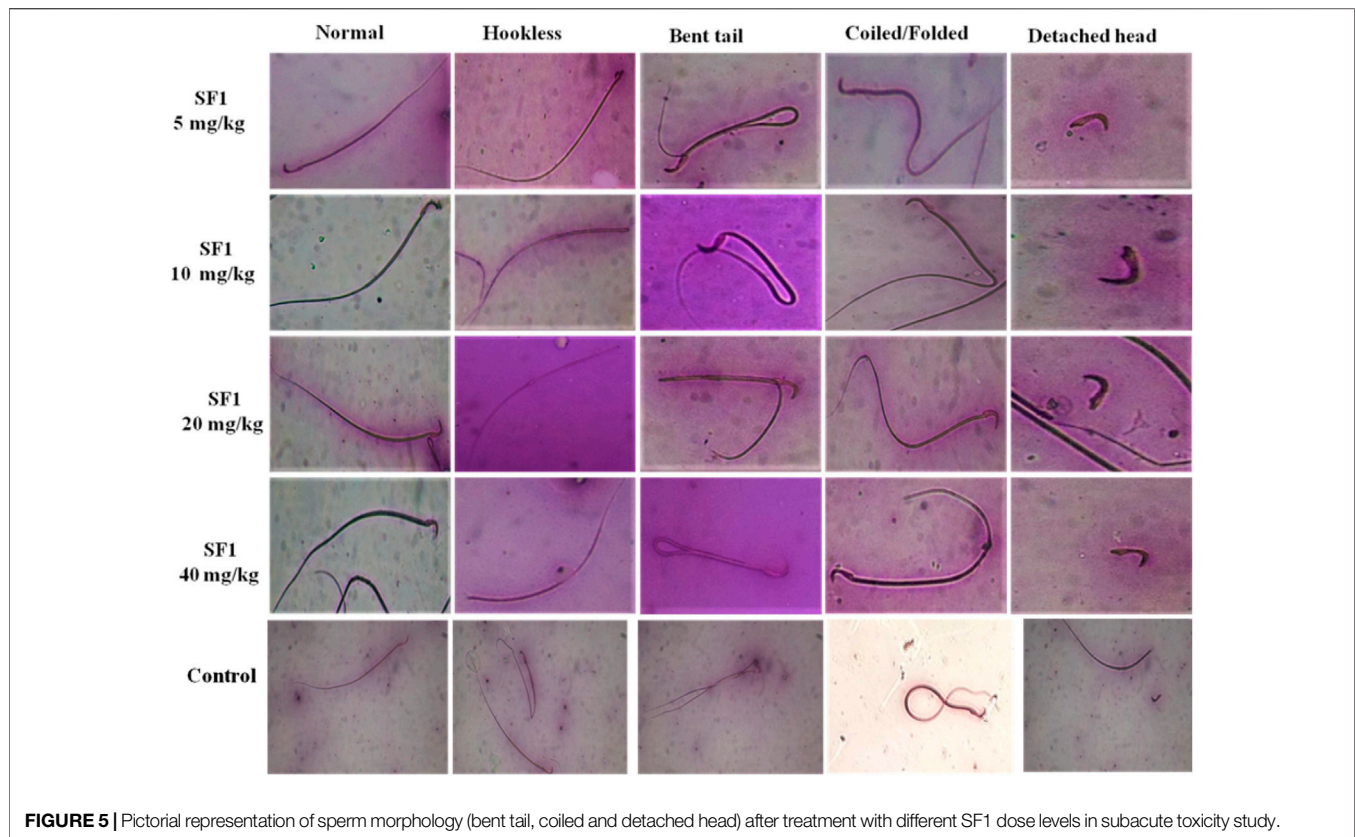 Normal Hookless Bent tail Coiled/Folded Detached head
SF1
5 mg/kg
SF1
10 mg/kg
SF1
20 mg/kg
SF1
40 mg/kg
Control
FIGURE 5 | Pictorial representation of sperm morphology (bent tail, coiled and detached head) after treatment with different SF1 dose levels in subacute toxicity study.